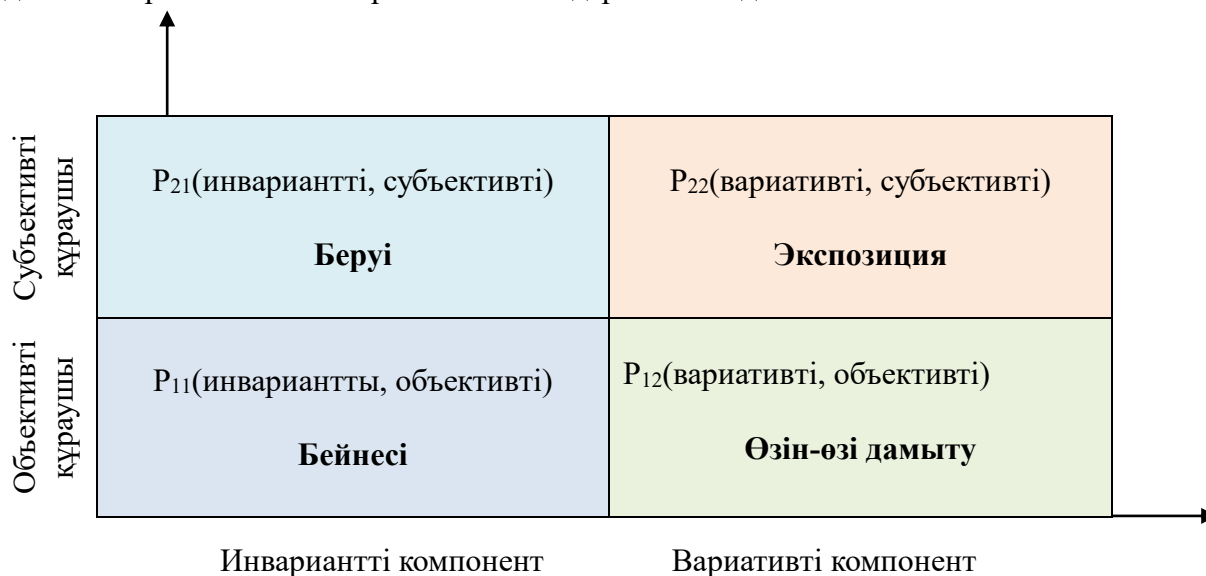 Субъективті
құраушы
P₂₁(инвариантті, субъективті)
Беруі
P₂₂(вариативті, субъективті)
Экспозиция
Объективті
құраушы
P₁₁(инвариантты, объективті)
Бейнесі
P₁₂(вариативті, объективті)
Өзін-өзі дамыту
Инвариантті компонент
Вариативті компонент